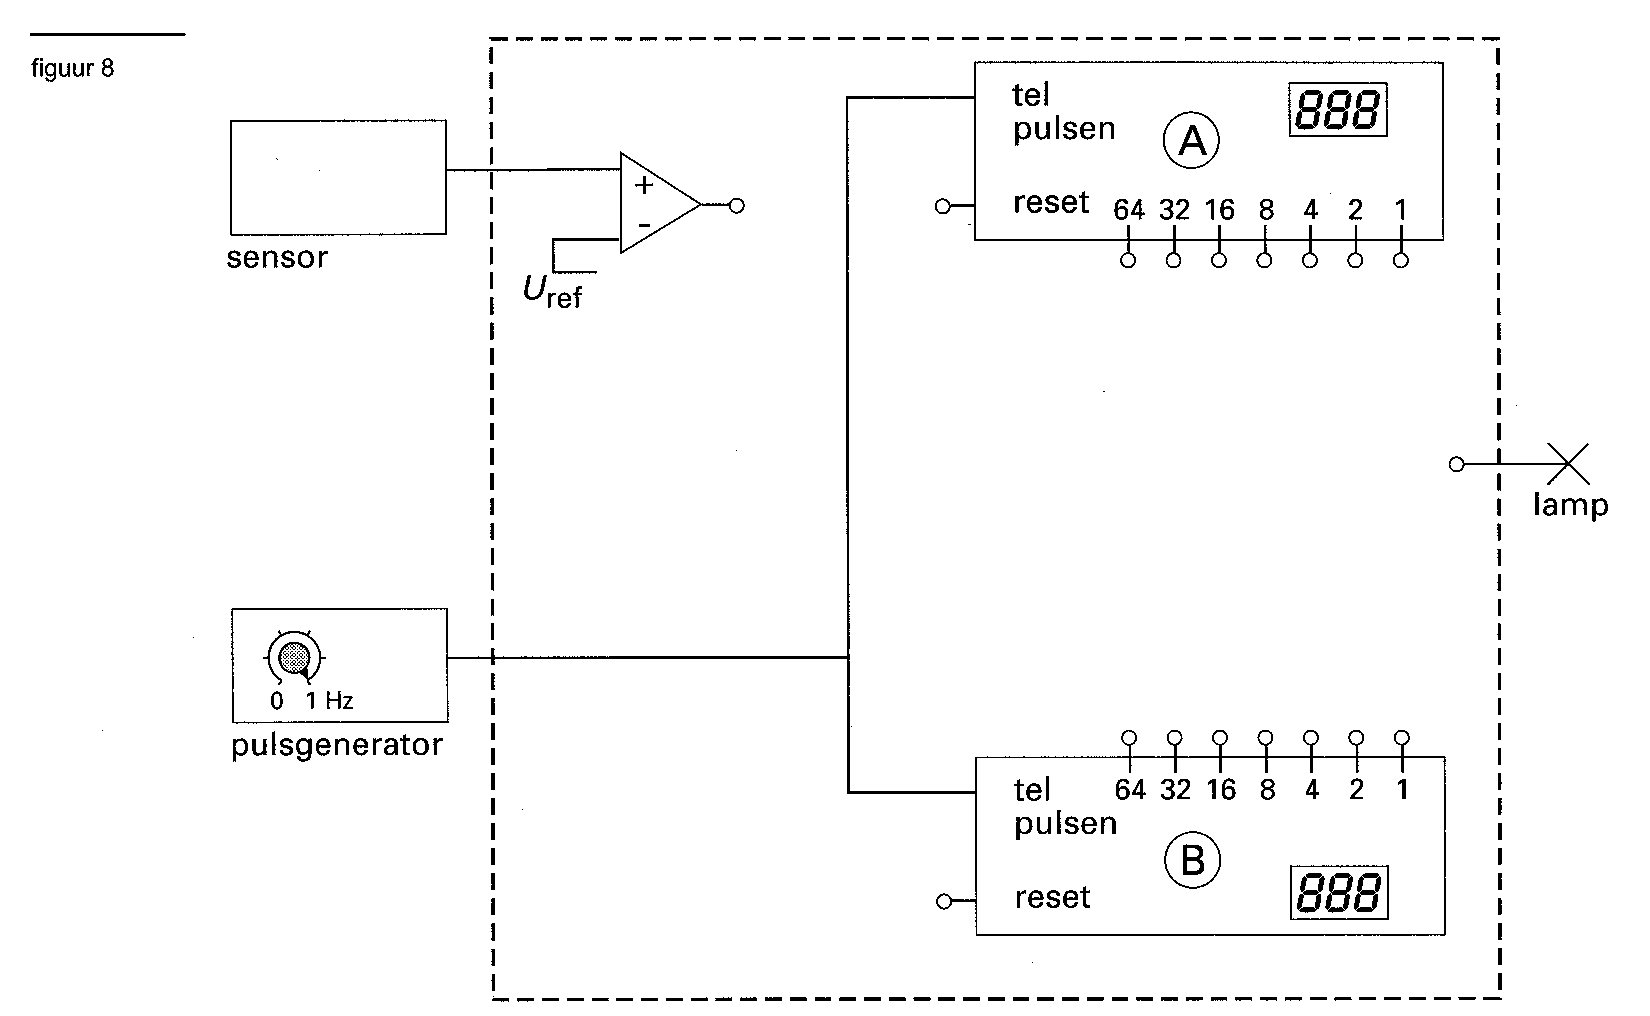 figuur 8
sensor
+
-
Uref
tel
pulsen
A
888
reset
64 32 16 8 4 2 1
lamp
0 1 Hz
pulsgenerator
64 32 16 8 4 2 1
tel
pulsen
B
reset
888